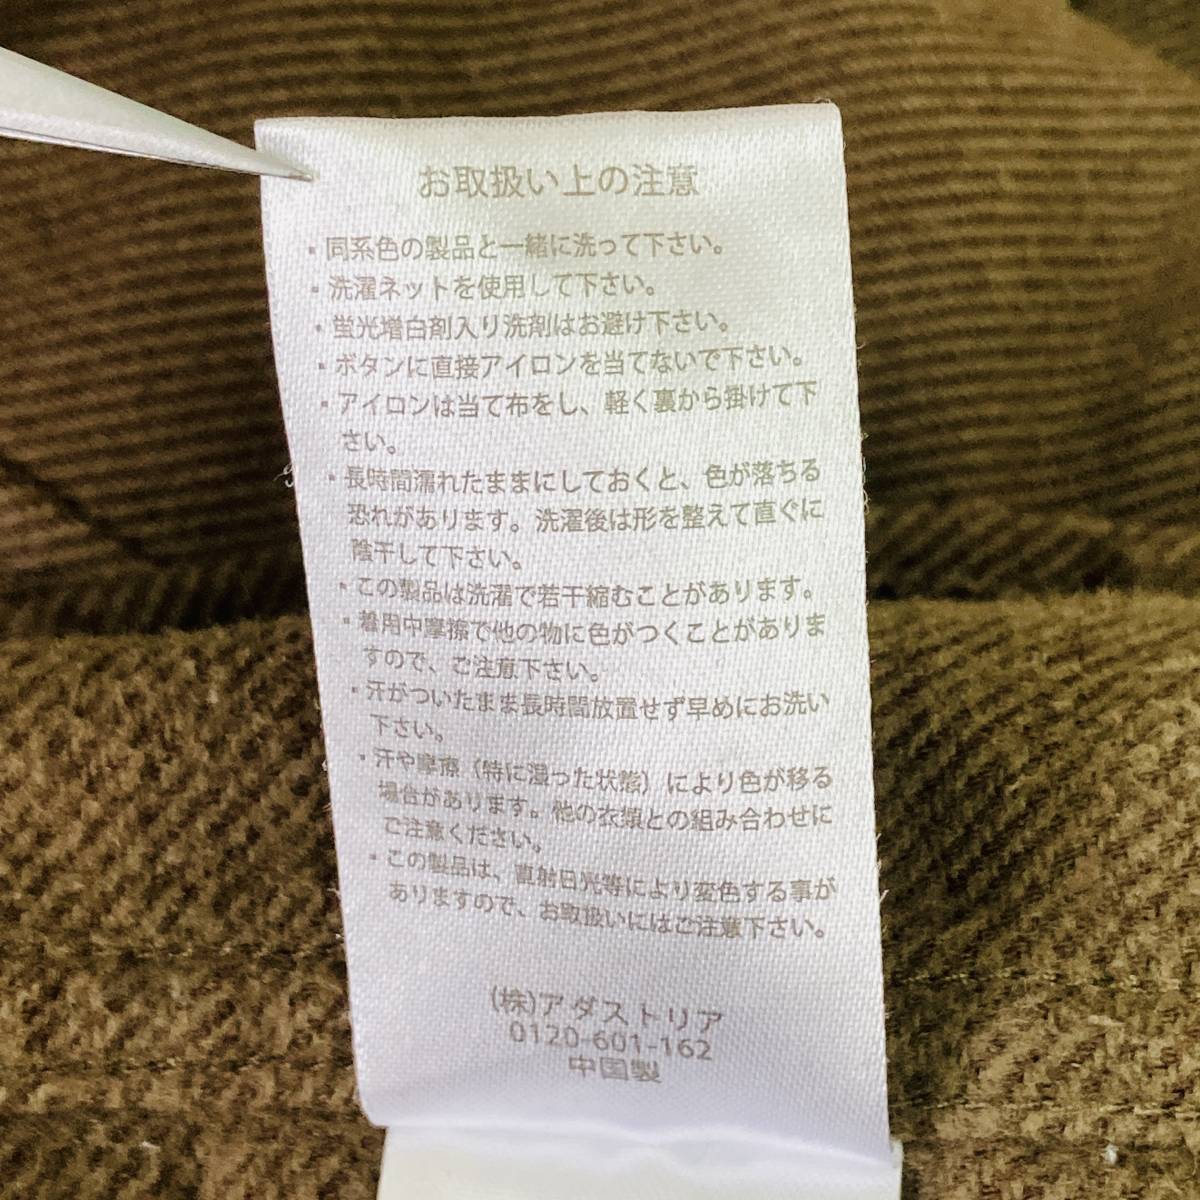 お取扱い上の注意
・同系色の製品と一緒に洗って下さい。
・洗濯ネットを使用して下さい。
・蛍光増白剤入り洗剤はお避け下さい。
・ボタンに直接アイロンを当てないで下さい。
・アイロンは当て布をし、軽く裏から掛けて下
さい。
・長時間濡れたままにしておくと、色が落ちる
恐れがあります。洗濯後は形を整えて直ぐに
陰干して下さい。
・この製品は洗濯で若干縮むことがあります。
・着用中摩擦で他の物に色がつくことがありま
すので、ご注意下さい。
・汗がついたまま長時間放置せず早めにお洗い
下さい。
・汗や摩擦（特に湿った状態）により色が移る
場合があります。他の衣類との組み合わせに
ご注意ください。
・この製品は、直射日光等により変色する事が
ありますので、お取扱いにはご注意下さい。
(株)アダストリア
0120-601-162
中国製